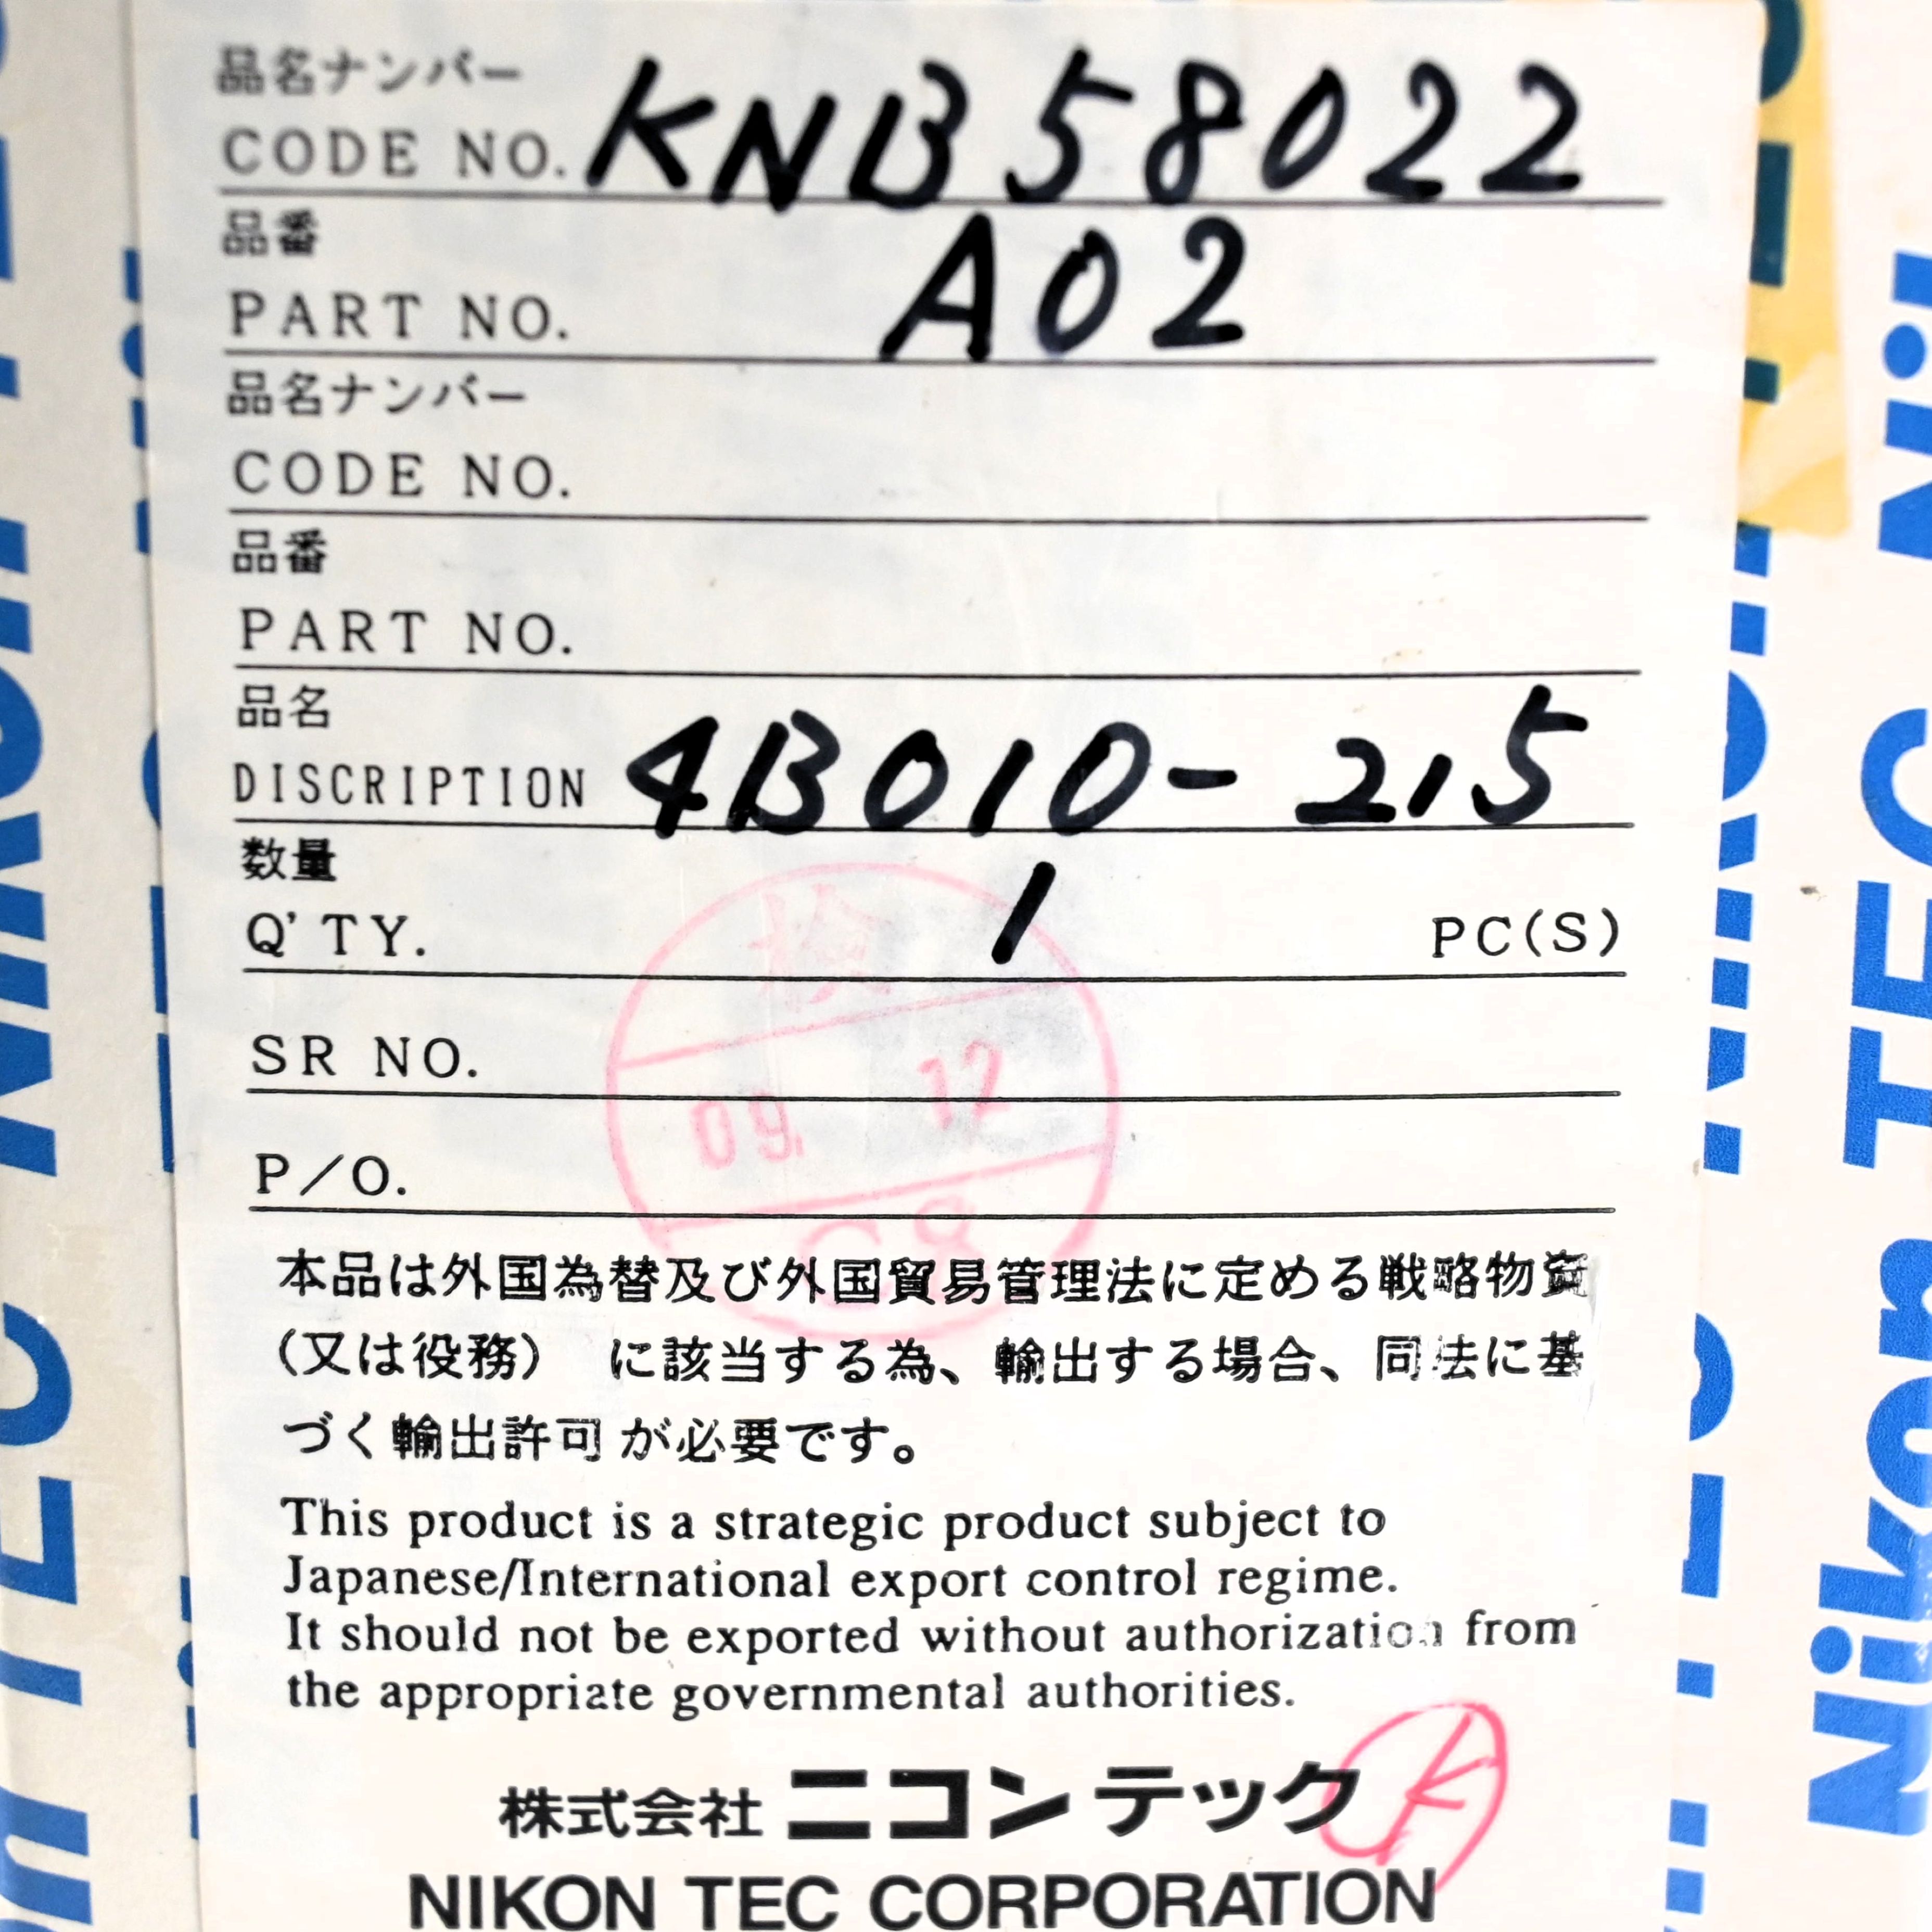 品名ナンバー
CODE NO. KNB58022
品番
PART NO. A02
品名ナンバー
CODE NO.
品番
PART NO.
品名
DISCRIPTION 4B010-215
数量
Q'TY. 1 PC(S)
検
SR NO.
09. 12
P/O.
C8
本品は外国為替及び外国貿易管理法に定める戦略物資
(又は役務) に該当する為、輸出する場合、同法に基
づく輸出許可が必要です。
This product is a strategic product subject to
Japanese/International export control regime.
It should not be exported without authorization from
the appropriate governmental authorities.
株式会社 ニコンテック
NIKON TEC CORPORATION
Nikon TEC Nik